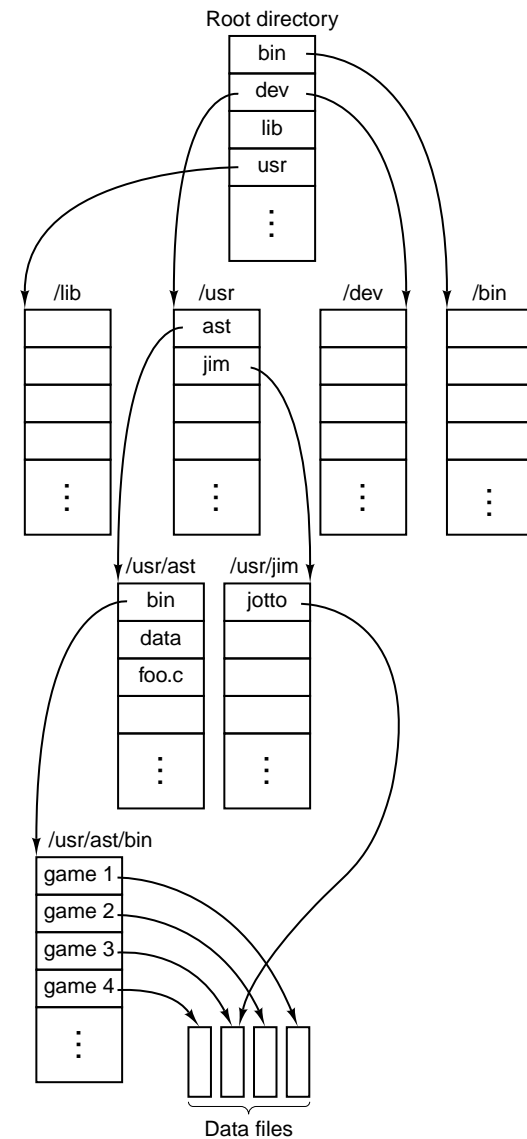 Root directory
bin
dev
lib
usr
⋮
/lib
/usr
/dev
/bin
ast
jim
⋮
⋮
⋮
⋮
/usr/ast
/usr/jim
bin
jotto
data
foo.c
⋮
⋮
/usr/ast/bin
game 1
game 2
game 3
game 4
⋮
Data files